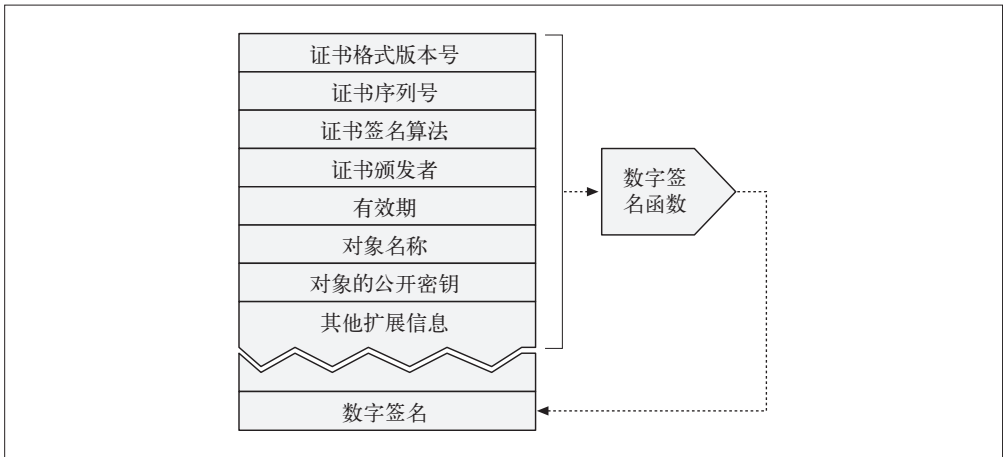 证书格式版本号
证书序列号
证书签名算法
证书颁发者
有效期
对象名称
对象的公开密钥
其他扩展信息
数字签
名函数
数字签名